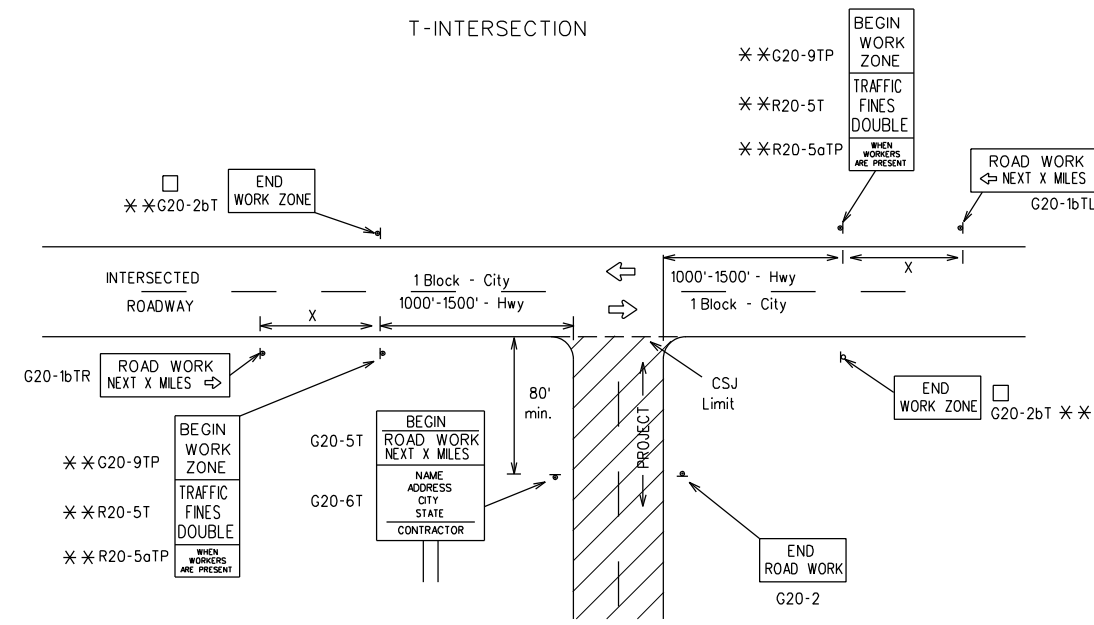 T-INTERSECTION
BEGIN
WORK
ZONE
TRAFFIC
FINES
DOUBLE
WHEN
WORKERS
ARE PRESENT
* *G20-9TP
* *R20-5T
* *R20-5aTP
ROAD WORK
⇦ NEXT X MILES
G20-1bTL
□
* *G20-2bT
END
WORK ZONE
INTERSECTED
ROADWAY
1 Block - City
1000'-1500' - Hwy
X
1000'-1500' - Hwy
1 Block - City
X
G20-1bTR
ROAD WORK
NEXT X MILES ⇨
80'
min.
CSJ
Limit
PROJECT
END
WORK ZONE
□
G20-2bT * *
* *G20-9TP
* *R20-5T
* *R20-5aTP
BEGIN
WORK
ZONE
TRAFFIC
FINES
DOUBLE
WHEN
WORKERS
ARE PRESENT
G20-5T
G20-6T
BEGIN
ROAD WORK
NEXT X MILES
NAME
ADDRESS
CITY
STATE
CONTRACTOR
END
ROAD WORK
G20-2